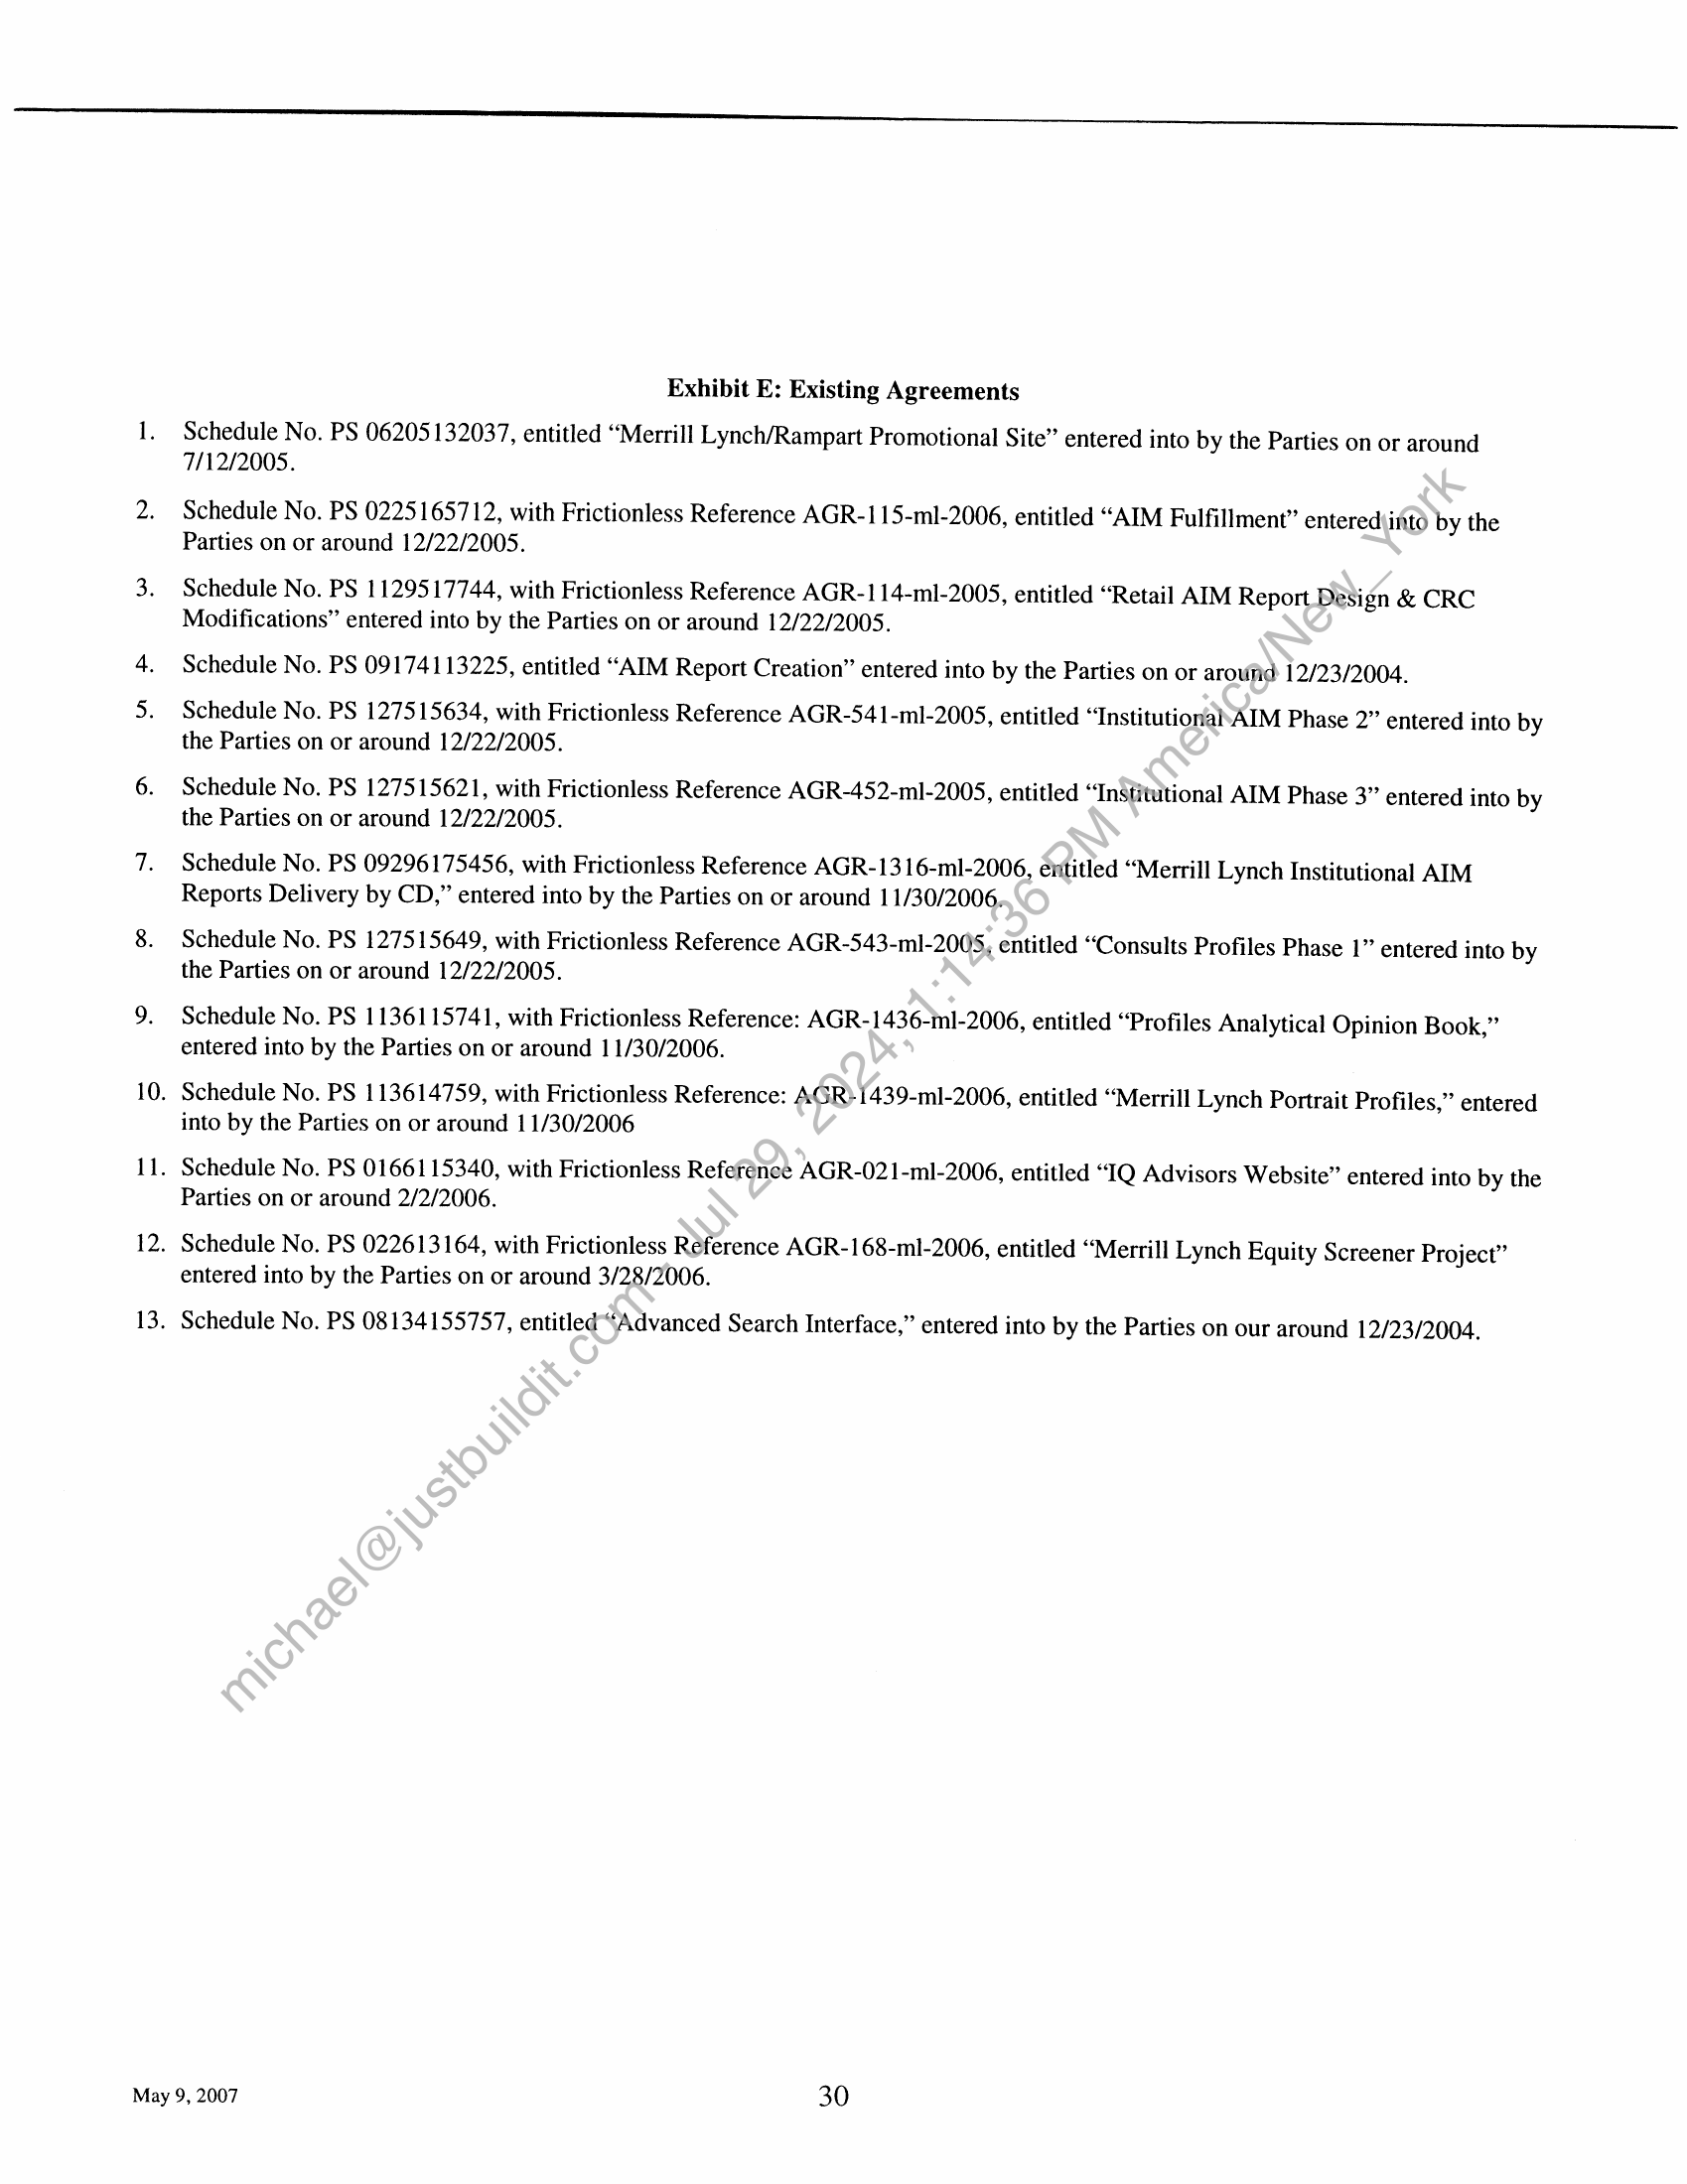 Exhibit E: Existing Agreements
1. Schedule No. PS 06205132037, entitled “Merrill Lynch/Rampart Promotional Site” entered into by the Parties on or around
7/12/2005.
2. Schedule No. PS 0225165712, with Frictionless Reference AGR-115-ml-2006, entitled “AIM Fulfillment” entered into by the
Parties on or around 12/22/2005.
3. Schedule No. PS 1129517744, with Frictionless Reference AGR-114-ml-2005, entitled “Retail AIM Report Design & CRC
Modifications” entered into by the Parties on or around 12/22/2005.
4. Schedule No. PS 09174113225, entitled “AIM Report Creation” entered into by the Parties on or around 12/23/2004.
5. Schedule No. PS 127515634, with Frictionless Reference AGR-541-ml-2005, entitled “Institutional AIM Phase 2” entered into by
the Parties on or around 12/22/2005.
6. Schedule No. PS 127515621, with Frictionless Reference AGR-452-ml-2005, entitled “Institutional AIM Phase 3” entered into by
the Parties on or around 12/22/2005.
7. Schedule No. PS 09296175456, with Frictionless Reference AGR-1316-ml-2006, entitled “Merrill Lynch Institutional AIM
Reports Delivery by CD,” entered into by the Parties on or around 11/30/2006.
8. Schedule No. PS 127515649, with Frictionless Reference AGR-543-ml-2005, entitled “Consults Profiles Phase 1” entered into by
the Parties on or around 12/22/2005.
9. Schedule No. PS 1136115741, with Frictionless Reference: AGR-1436-ml-2006, entitled “Profiles Analytical Opinion Book,”
entered into by the Parties on or around 11/30/2006.
10. Schedule No. PS 113614759, with Frictionless Reference: AGR-1439-ml-2006, entitled “Merrill Lynch Portrait Profiles,” entered
into by the Parties on or around 11/30/2006
11. Schedule No. PS 0166115340, with Frictionless Reference AGR-021-ml-2006, entitled “IQ Advisors Website” entered into by the
Parties on or around 2/2/2006.
12. Schedule No. PS 022613164, with Frictionless Reference AGR-168-ml-2006, entitled “Merrill Lynch Equity Screener Project”
entered into by the Parties on or around 3/28/2006.
13. Schedule No. PS 08134155757, entitled “Advanced Search Interface,” entered into by the Parties on our around 12/23/2004.
michael@justbuildit.com - Jul 29, 2024, 1:14:36 PM America/New_York
May 9, 2007
30